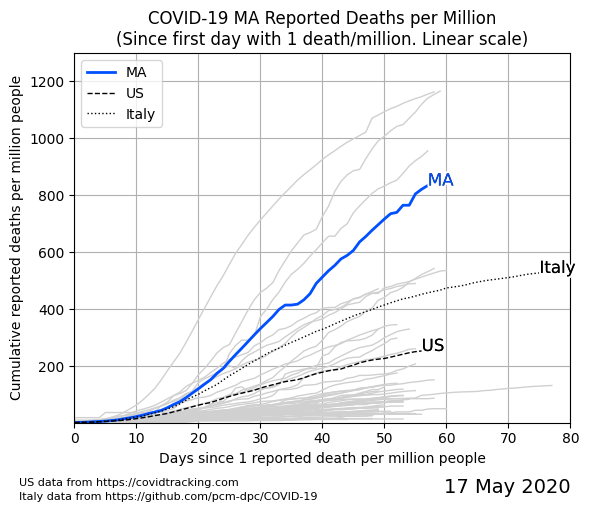 COVID-19 MA Reported Deaths per Million
(Since first day with 1 death/million. Linear scale)
Cumulative reported deaths per million people
1200
1000
800
600
400
200
MA
US
Italy
MA
Italy
US
0 10 20 30 40 50 60 70 80
Days since 1 reported death per million people
US data from https://covidtracking.com
Italy data from https://github.com/pcm-dpc/COVID-19
17 May 2020